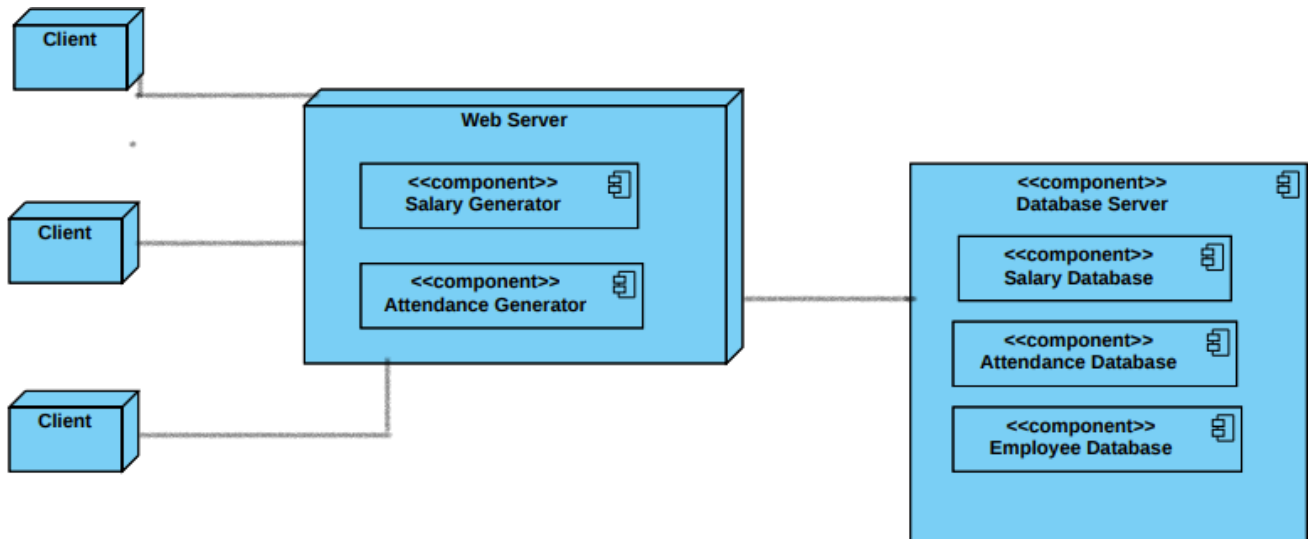 Client
Web Server
<<component>>
Salary Generator
<<component>>
Database Server
Client
<<component>>
Salary Database
<<component>>
Attendance Generator
<<component>>
Attendance Database
Client
<<component>>
Employee Database